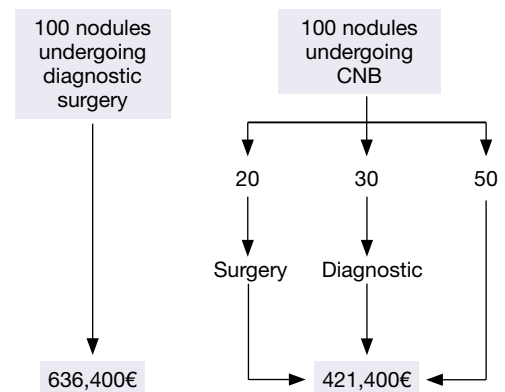 100 nodules
undergoing
diagnostic
surgery
100 nodules
undergoing
CNB
20
30
50
Surgery
Diagnostic
636,400€
421,400€